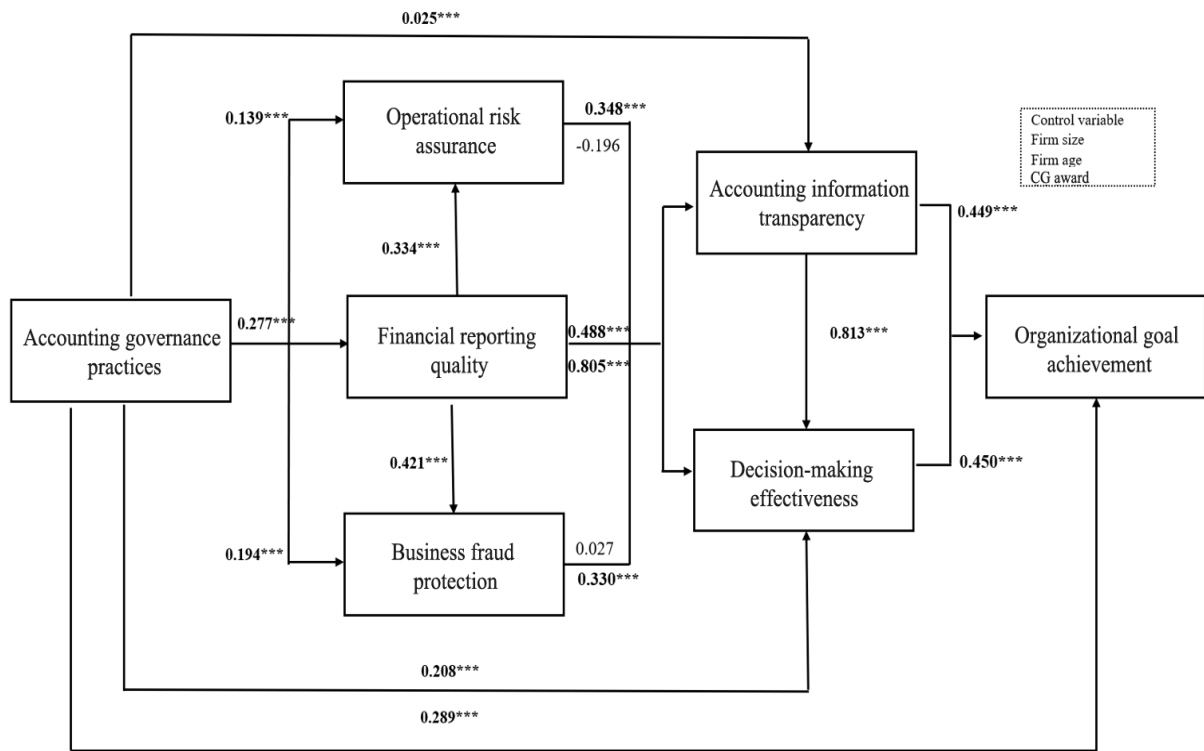 0.025***
0.139***
Operational risk
assurance
0.348***
-0.196
Control variable
Firm size
Firm age
CG award
Accounting information
transparency
0.449***
0.334***
Accounting governance
practices
0.277***
Financial reporting
quality
0.488***
0.805***
0.813***
Organizational goal
achievement
0.421***
Decision-making
effectiveness
0.450***
0.194***
Business fraud
protection
0.027
0.330***
0.208***
0.289***